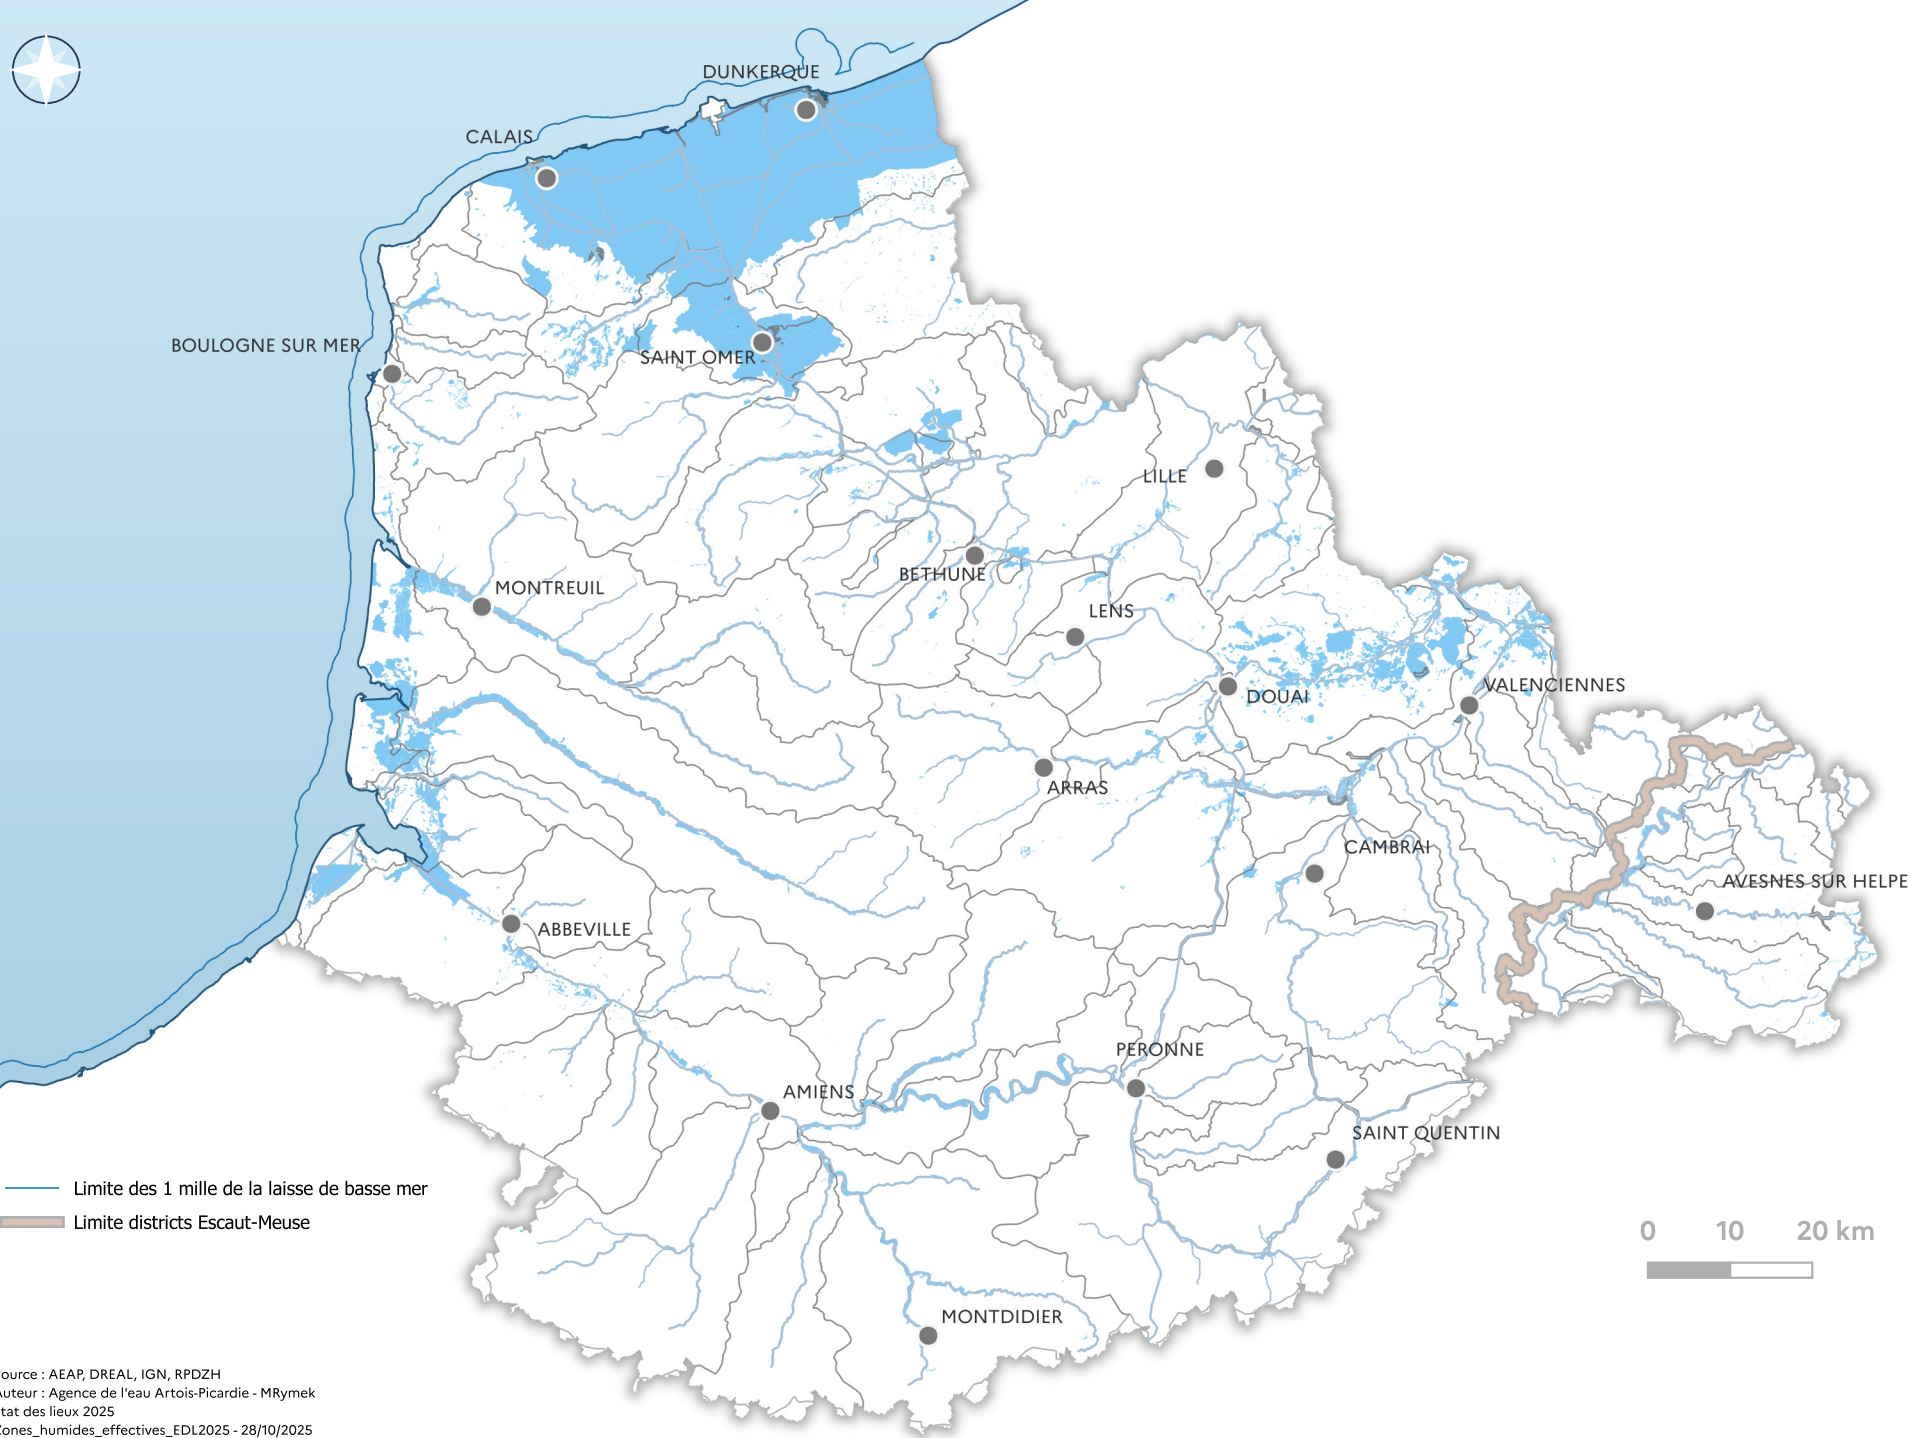 DUNKERQUE
CALAIS
BOULOGNE SUR MER
SAINT OMER
LILLE
BETHUNE
MONTREUIL
LENS
DOUAI
VALENCIENNES
ARRAS
CAMBRAI
AVESNES SUR HELPE
ABBEVILLE
PERONNE
AMIENS
SAINT QUENTIN
MONTDIDIER
Limite des 1 mille de la laisse de basse mer
Limite districts Escaut-Meuse
0 10 20 km
ource : AEAP, DREAL, IGN, RPDZH
Auteur : Agence de l'eau Artois-Picardie - MRymek
tat des lieux 2025
Zones_humides_effectives_EDL2025 - 28/10/2025